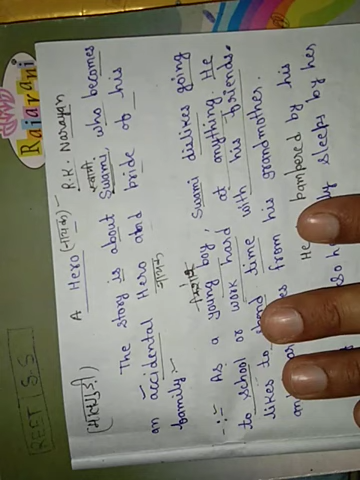 Rajarani
REET | S.S
A Hero (नायक) - R.K. Narayan
The story is about Swami, who becomes
स्वामी
an accidental Hero and bride of his
नायक
family :-
-:- As a young boy, Swami dislikes going
to school or work hard at anything. He
likes to spend time with his friends.
from his grandmother.
He pampered by his
sleeps by her